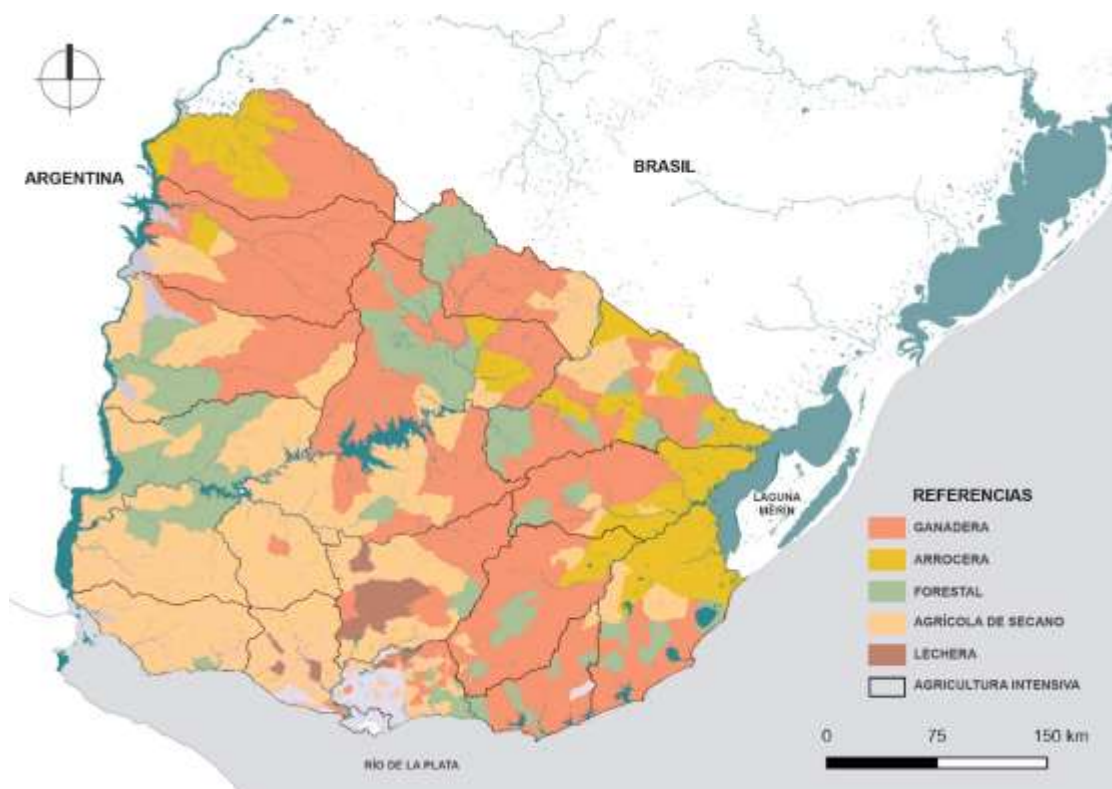 ARGENTINA
BRASIL
LAGUNA
MERÍN
REFERENCIAS
GANADERA
ARROCERA
FORESTAL
AGRÍCOLA DE SECANO
LECHERA
AGRICULTURA INTENSIVA
0 75 150 km
RÍO DE LA PLATA